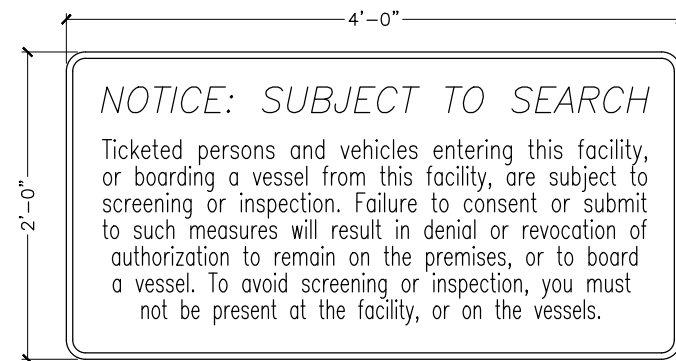 4'-0"
NOTICE: SUBJECT TO SEARCH
Ticketed persons and vehicles entering this facility,
or boarding a vessel from this facility, are subject to
screening or inspection. Failure to consent or submit
to such measures will result in denial or revocation of
authorization to remain on the premises, or to board
a vessel. To avoid screening or inspection, you must
not be present at the facility, or on the vessels.
2'-0"